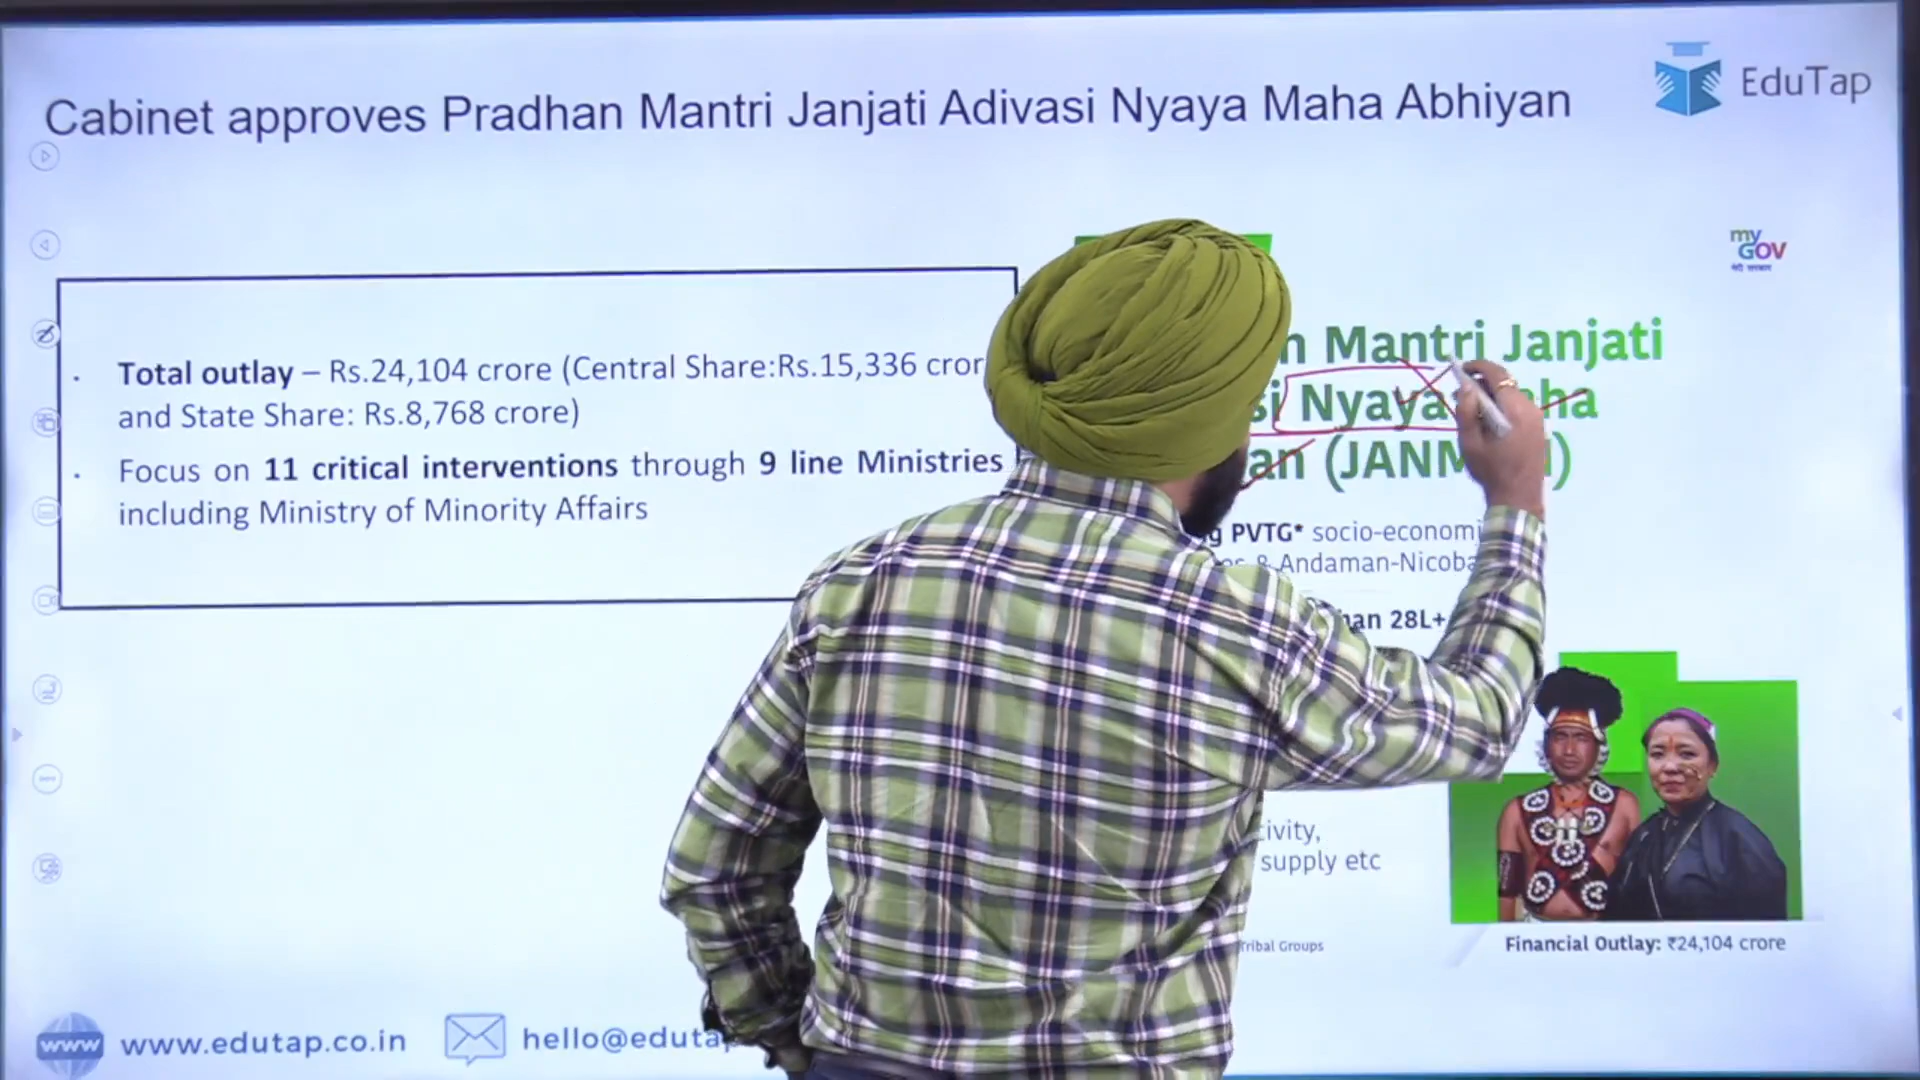 Cabinet approves Pradhan Mantri Janjati Adivasi Nyaya Maha Abhiyan
EduTap
my
GOV
मेरी सरकार
Total outlay – Rs.24,104 crore (Central Share:Rs.15,336 cror
and State Share: Rs.8,768 crore)
Focus on 11 critical interventions through 9 line Ministries
including Ministry of Minority Affairs
Mantri Janjati
Nyaya
(JANM
PVTG* socio-economi
& Andaman-Nicoba
28L+
supply etc
Tribal Groups
Financial Outlay: ₹24,104 crore
www
www.edutap.co.in
hello@eduta